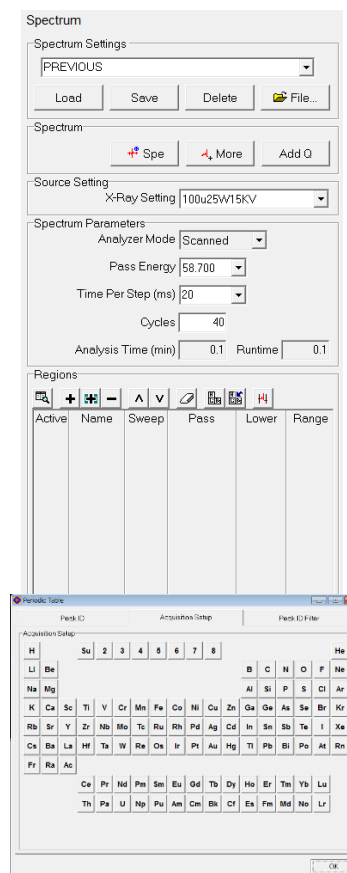 Spectrum
Spectrum Settings
PREVIOUS
Load Save Delete File...
Spectrum
Spe More Add Q
Source Setting
X-Ray Setting 100u25W15KV
Spectrum Parameters
Analyzer Mode Scanned
Pass Energy 58.700
Time Per Step (ms) 20
Cycles 40
Analysis Time (min) 0.1 Runtime 0.1
Regions
Active Name Sweep Pass Lower Range
Periodic Table
Peak ID Acquisition Setup Peak ID Filter
Acquisition Setup
H Su 2 3 4 5 6 7 8 He
Li Be B C N O F Ne
Na Mg Al Si P S Cl Ar
K Ca Sc Ti V Cr Mn Fe Co Ni Cu Zn Ga Ge As Se Br Kr
Rb Sr Y Zr Nb Mo Tc Ru Rh Pd Ag Cd In Sn Sb Te I Xe
Cs Ba La Hf Ta W Re Os Ir Pt Au Hg Tl Pb Bi Po At Rn
Fr Ra Ac
Ce Pr Nd Pm Sm Eu Gd Tb Dy Ho Er Tm Yb Lu
Th Pa U Np Pu Am Cm Bk Cf Es Fm Md No Lr
OK